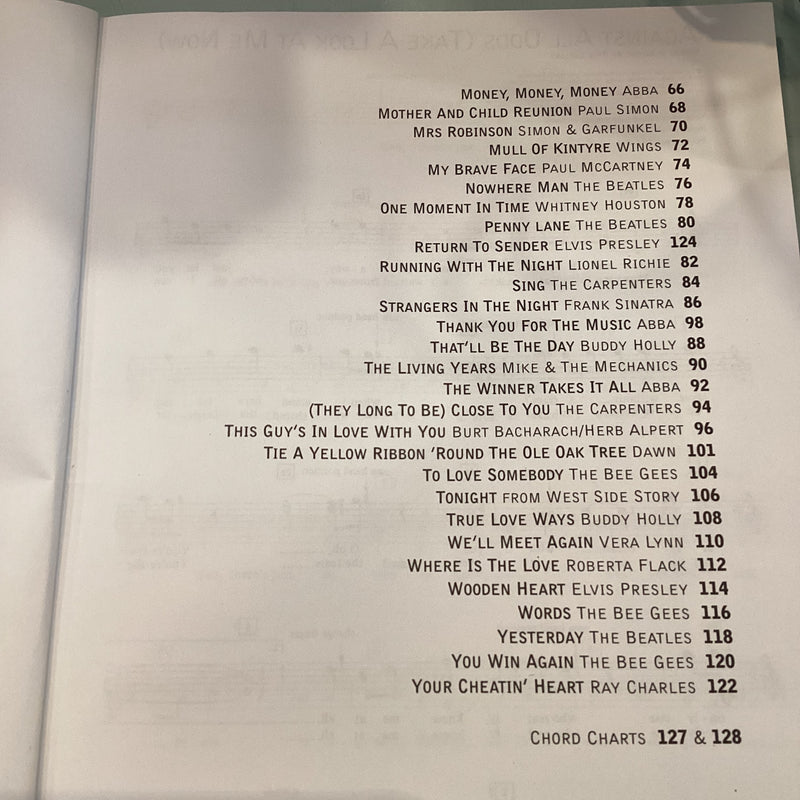 MONEY, MONEY, MONEY ABBA 66
MOTHER AND CHILD REUNION PAUL SIMON 68
MRS ROBINSON SIMON & GARFUNKEL 70
MULL OF KINTYRE WINGS 72
MY BRAVE FACE PAUL MCCARTNEY 74
NOWHERE MAN THE BEATLES 76
ONE MOMENT IN TIME WHITNEY HOUSTON 78
PENNY LANE THE BEATLES 80
RETURN TO SENDER ELVIS PRESLEY 124
RUNNING WITH THE NIGHT LIONEL RICHIE 82
SING THE CARPENTERS 84
STRANGERS IN THE NIGHT FRANK SINATRA 86
THANK YOU FOR THE MUSIC ABBA 98
THAT'LL BE THE DAY BUDDY HOLLY 88
THE LIVING YEARS MIKE & THE MECHANICS 90
THE WINNER TAKES IT ALL ABBA 92
(THEY LONG TO BE) CLOSE TO YOU THE CARPENTERS 94
THIS GUY'S IN LOVE WITH YOU BURT BACHARACH/HERB ALPERT 96
TIE A YELLOW RIBBON 'ROUND THE OLE OAK TREE DAWN 101
TO LOVE SOMEBODY THE BEE GEES 104
TONIGHT FROM WEST SIDE STORY 106
TRUE LOVE WAYS BUDDY HOLLY 108
WE'LL MEET AGAIN VERA LYNN 110
WHERE IS THE LOVE ROBERTA FLACK 112
WOODEN HEART ELVIS PRESLEY 114
WORDS THE BEE GEES 116
YESTERDAY THE BEATLES 118
YOU WIN AGAIN THE BEE GEES 120
YOUR CHEATIN' HEART RAY CHARLES 122
CHORD CHARTS 127 & 128